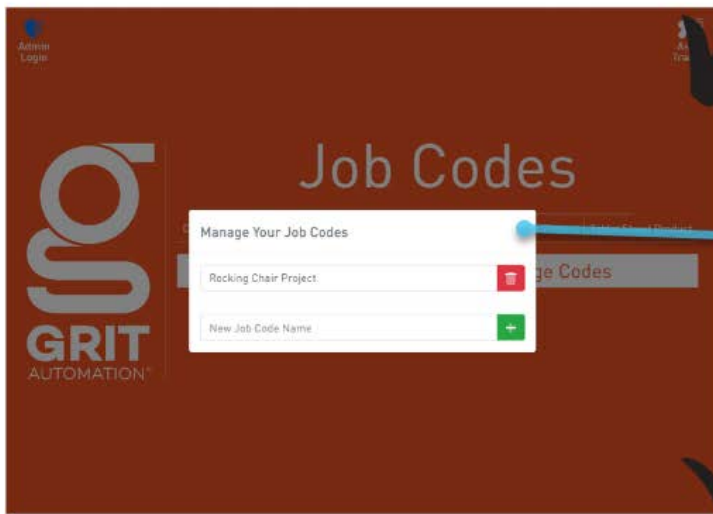 Admin
Login
Job Codes
Manage Your Job Codes
Rocking Chair Project
ge Codes
New Job Code Name
GRIT
AUTOMATION